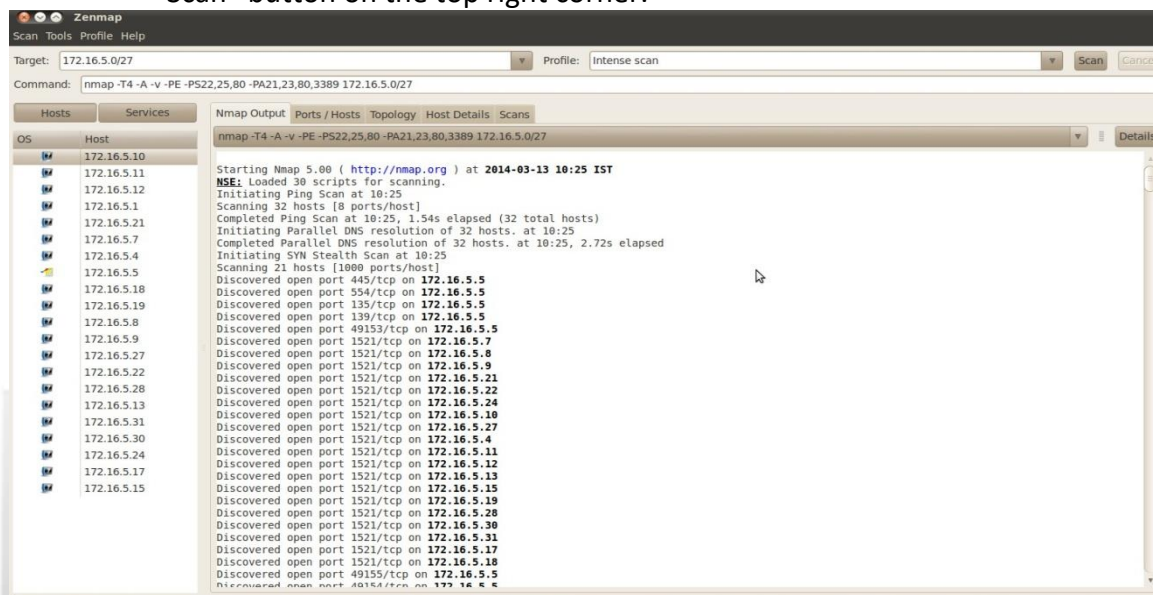 Scan" button on the top right corner.
Zenmap
Scan Tools Profile Help
Target: 172.16.5.0/27 Profile: Intense scan Scan Cance
Command: nmap -T4 -A -v -PE -PS22,25,80 -PA21,23,80,3389 172.16.5.0/27
Hosts Services
Nmap Output Ports / Hosts Topology Host Details Scans
OS Host
nmap -T4 -A -v -PE -PS22,25,80 -PA21,23,80,3389 172.16.5.0/27 Details
172.16.5.10
172.16.5.11
172.16.5.12
172.16.5.1
172.16.5.21
172.16.5.7
172.16.5.4
172.16.5.5
172.16.5.18
172.16.5.19
172.16.5.8
172.16.5.9
172.16.5.27
172.16.5.22
172.16.5.28
172.16.5.13
172.16.5.31
172.16.5.30
172.16.5.24
172.16.5.17
172.16.5.15
Starting Nmap 5.00 ( http://nmap.org ) at 2014-03-13 10:25 IST
NSE: Loaded 30 scripts for scanning.
Initiating Ping Scan at 10:25
Scanning 32 hosts [8 ports/host]
Completed Ping Scan at 10:25, 1.54s elapsed (32 total hosts)
Initiating Parallel DNS resolution of 32 hosts. at 10:25
Completed Parallel DNS resolution of 32 hosts. at 10:25, 2.72s elapsed
Initiating SYN Stealth Scan at 10:25
Scanning 21 hosts [1000 ports/host]
Discovered open port 445/tcp on 172.16.5.5
Discovered open port 554/tcp on 172.16.5.5
Discovered open port 135/tcp on 172.16.5.5
Discovered open port 139/tcp on 172.16.5.5
Discovered open port 49153/tcp on 172.16.5.5
Discovered open port 1521/tcp on 172.16.5.7
Discovered open port 1521/tcp on 172.16.5.8
Discovered open port 1521/tcp on 172.16.5.9
Discovered open port 1521/tcp on 172.16.5.21
Discovered open port 1521/tcp on 172.16.5.22
Discovered open port 1521/tcp on 172.16.5.24
Discovered open port 1521/tcp on 172.16.5.10
Discovered open port 1521/tcp on 172.16.5.27
Discovered open port 1521/tcp on 172.16.5.4
Discovered open port 1521/tcp on 172.16.5.11
Discovered open port 1521/tcp on 172.16.5.12
Discovered open port 1521/tcp on 172.16.5.13
Discovered open port 1521/tcp on 172.16.5.15
Discovered open port 1521/tcp on 172.16.5.19
Discovered open port 1521/tcp on 172.16.5.28
Discovered open port 1521/tcp on 172.16.5.30
Discovered open port 1521/tcp on 172.16.5.31
Discovered open port 1521/tcp on 172.16.5.17
Discovered open port 1521/tcp on 172.16.5.18
Discovered open port 49155/tcp on 172.16.5.5
Discovered open port 49154/tcp on 172.16.5.5